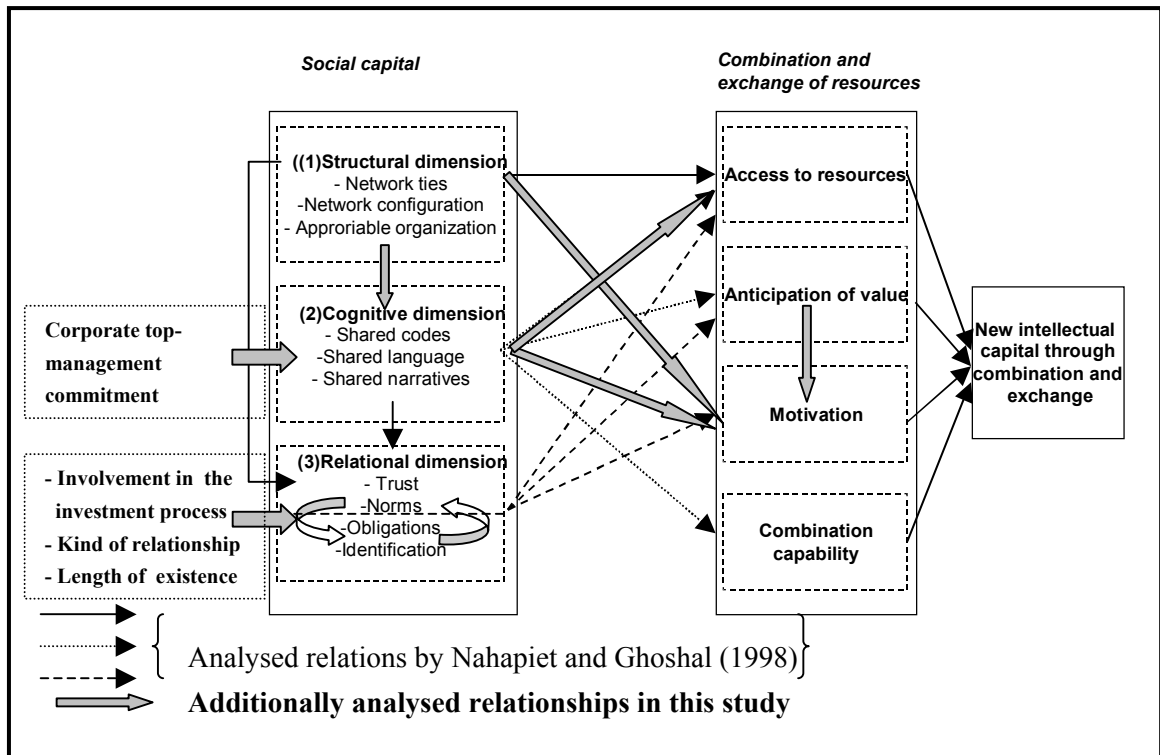 Social capital
Combination and
exchange of resources
((1)Structural dimension
- Network ties
-Network configuration
- Approriable organization
(2)Cognitive dimension
- Shared codes
-Shared language
- Shared narratives
(3)Relational dimension
- Trust
-Norms
-Obligations
-Identification
Corporate top-
management
commitment
- Involvement in the
investment process
- Kind of relationship
- Length of existence
Access to resources
Anticipation of value
Motivation
Combination
capability
New intellectual
capital through
combination and
exchange
Analysed relations by Nahapiet and Ghoshal (1998)
Additionally analysed relationships in this study